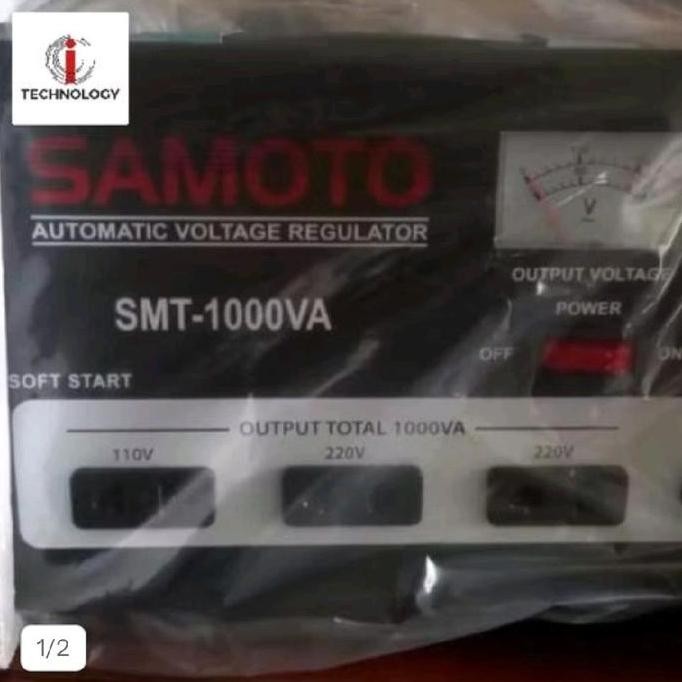 i
TECHNOLOGY
SAMOTO
AUTOMATIC VOLTAGE REGULATOR
V
OUTPUT VOLTAGE
SMT-1000VA
POWER
OFF
ON
SOFT START
OUTPUT TOTAL 1000VA
110V
220V
220V
1/2